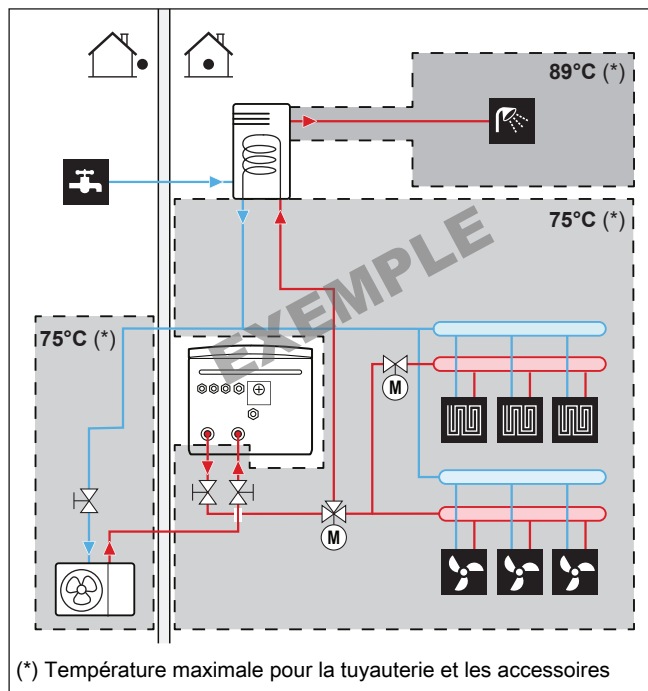 89°C (*)
75°C (*)
EXEMPLE
75°C (*)
M
M
(*) Température maximale pour la tuyauterie et les accessoires